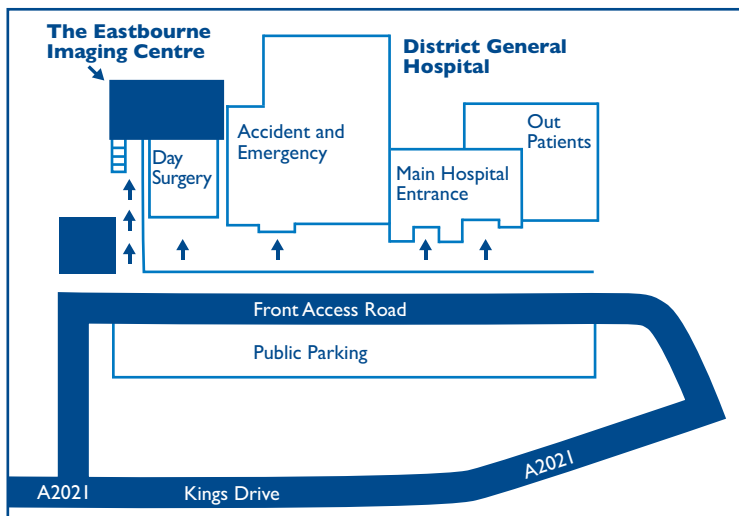 The Eastbourne
Imaging Centre
District General
Hospital
Accident and
Emergency
Out
Patients
Day
Surgery
Main Hospital
Entrance
Front Access Road
Public Parking
A2021
A2021
Kings Drive